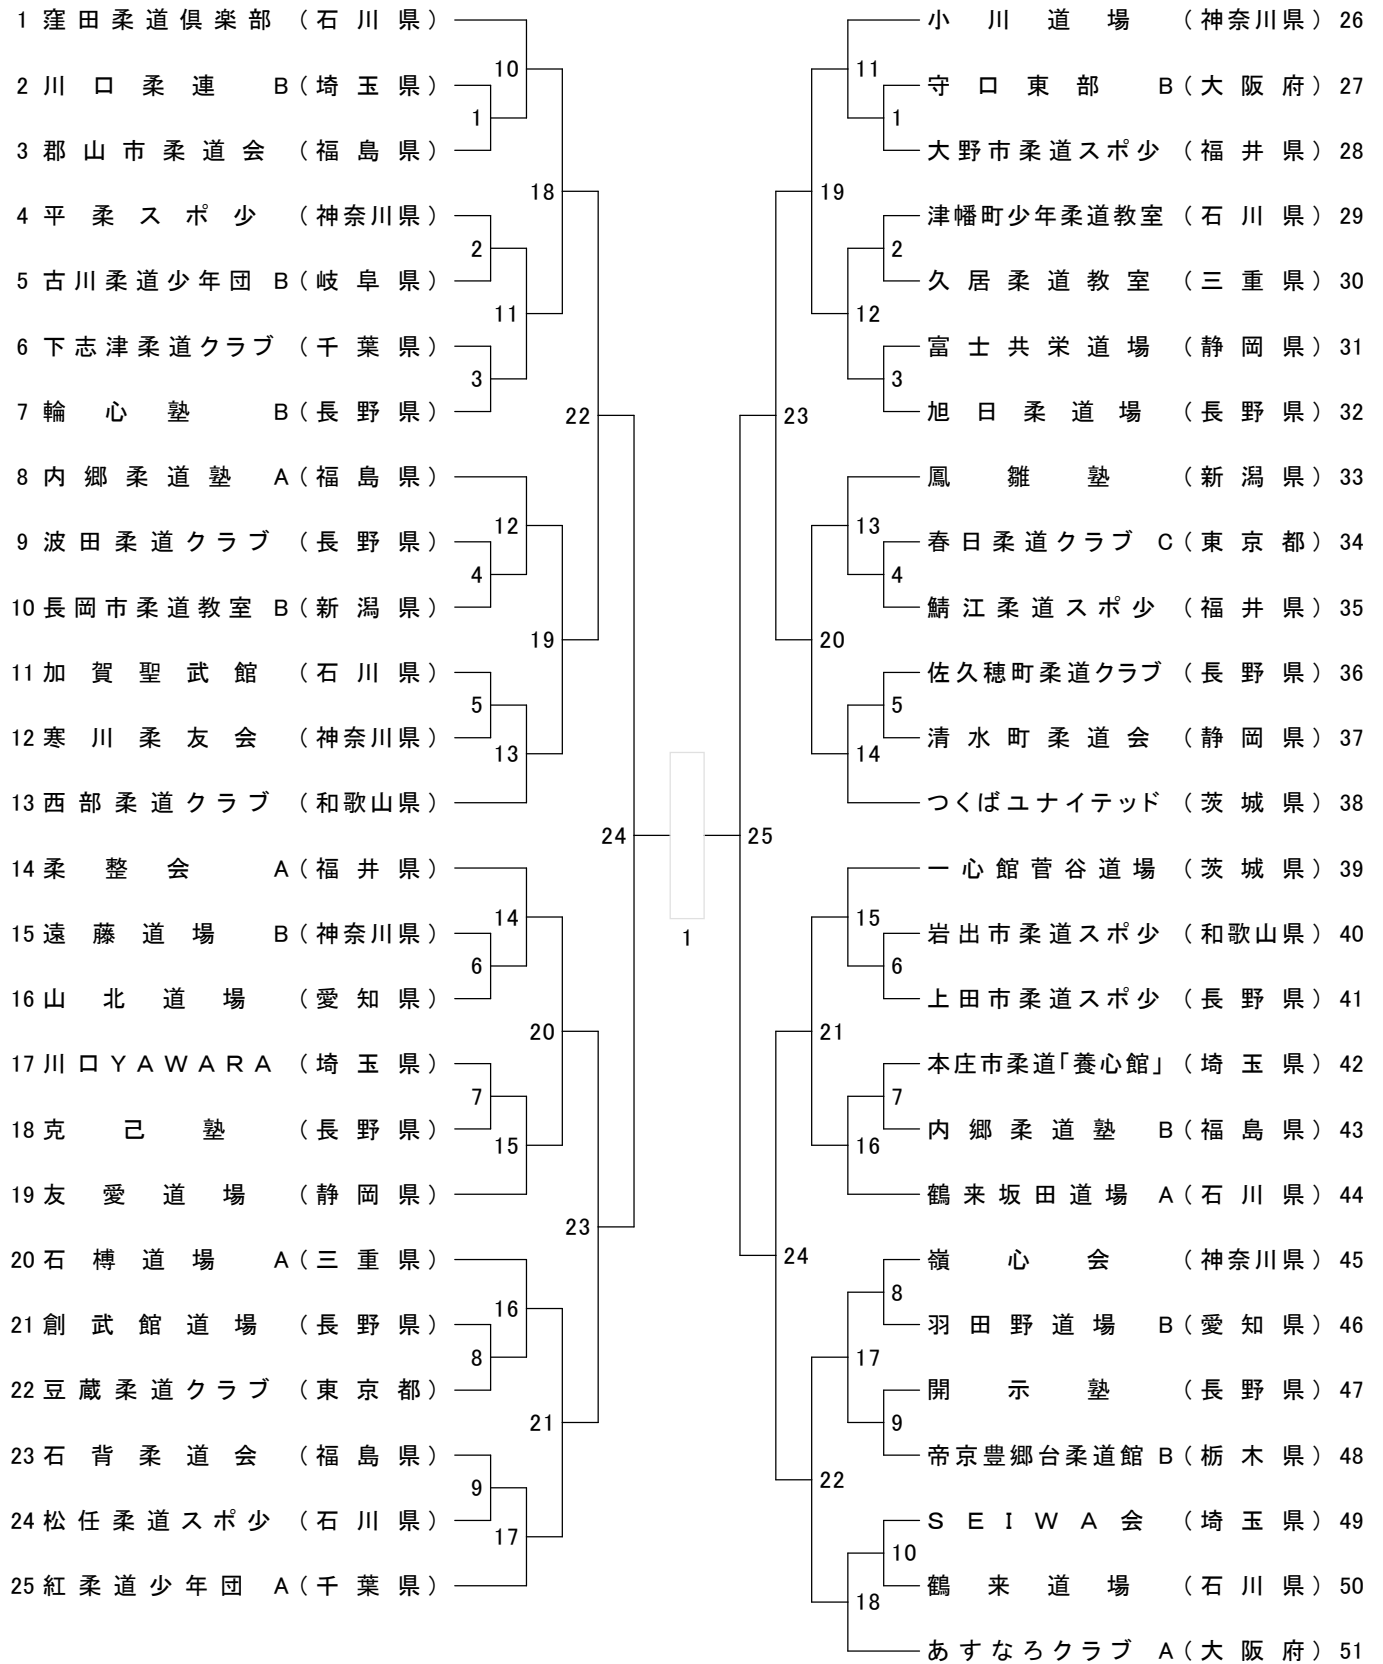 1 窪田柔道倶楽部 (石川県)
2 川口柔連 B(埼玉県)
3 郡山市柔道会 (福島県)
4 平柔スポ少 (神奈川県)
5 古川柔道少年団 B(岐阜県)
6 下志津柔道クラブ (千葉県)
7 輪心塾 B(長野県)
8 内郷柔道塾 A(福島県)
9 波田柔道クラブ (長野県)
10 長岡市柔道教室 B(新潟県)
11 加賀聖武館 (石川県)
12 寒川柔友会 (神奈川県)
13 西部柔道クラブ (和歌山県)
14 柔整会 A(福井県)
15 遠藤道場 B(神奈川県)
16 山北道場 (愛知県)
17 川口YAWARA (埼玉県)
18 克己塾 (長野県)
19 友愛道場 (静岡県)
20 石榑道場 A(三重県)
21 創武館道場 (長野県)
22 豆蔵柔道クラブ (東京都)
23 石背柔道会 (福島県)
24 松任柔道スポ少 (石川県)
25 紅柔道少年団 A(千葉県)
1
2
3
4
5
6
7
8
9
10
11
12
13
14
15
16
17
18
19
20
21
22
23
24
1
25
23
24
19
20
21
22
11
12
13
14
15
16
17
18
1
2
3
4
5
6
7
8
9
10
小川道場 (神奈川県) 26
守口東部 B(大阪府) 27
大野市柔道スポ少 (福井県) 28
津幡町少年柔道教室 (石川県) 29
久居柔道教室 (三重県) 30
富士共栄道場 (静岡県) 31
旭日柔道場 (長野県) 32
鳳雛塾 (新潟県) 33
春日柔道クラブ C(東京都) 34
鯖江柔道スポ少 (福井県) 35
佐久穂町柔道クラブ (長野県) 36
清水町柔道会 (静岡県) 37
つくばユナイテッド (茨城県) 38
一心館菅谷道場 (茨城県) 39
岩出市柔道スポ少 (和歌山県) 40
上田市柔道スポ少 (長野県) 41
本庄市柔道「養心館」 (埼玉県) 42
内郷柔道塾 B(福島県) 43
鶴来坂田道場 A(石川県) 44
嶺心会 (神奈川県) 45
羽田野道場 B(愛知県) 46
開示塾 (長野県) 47
帝京豊郷台柔道館 B(栃木県) 48
SEIWA会 (埼玉県) 49
鶴来道場 (石川県) 50
あすなろクラブ A(大阪府) 51